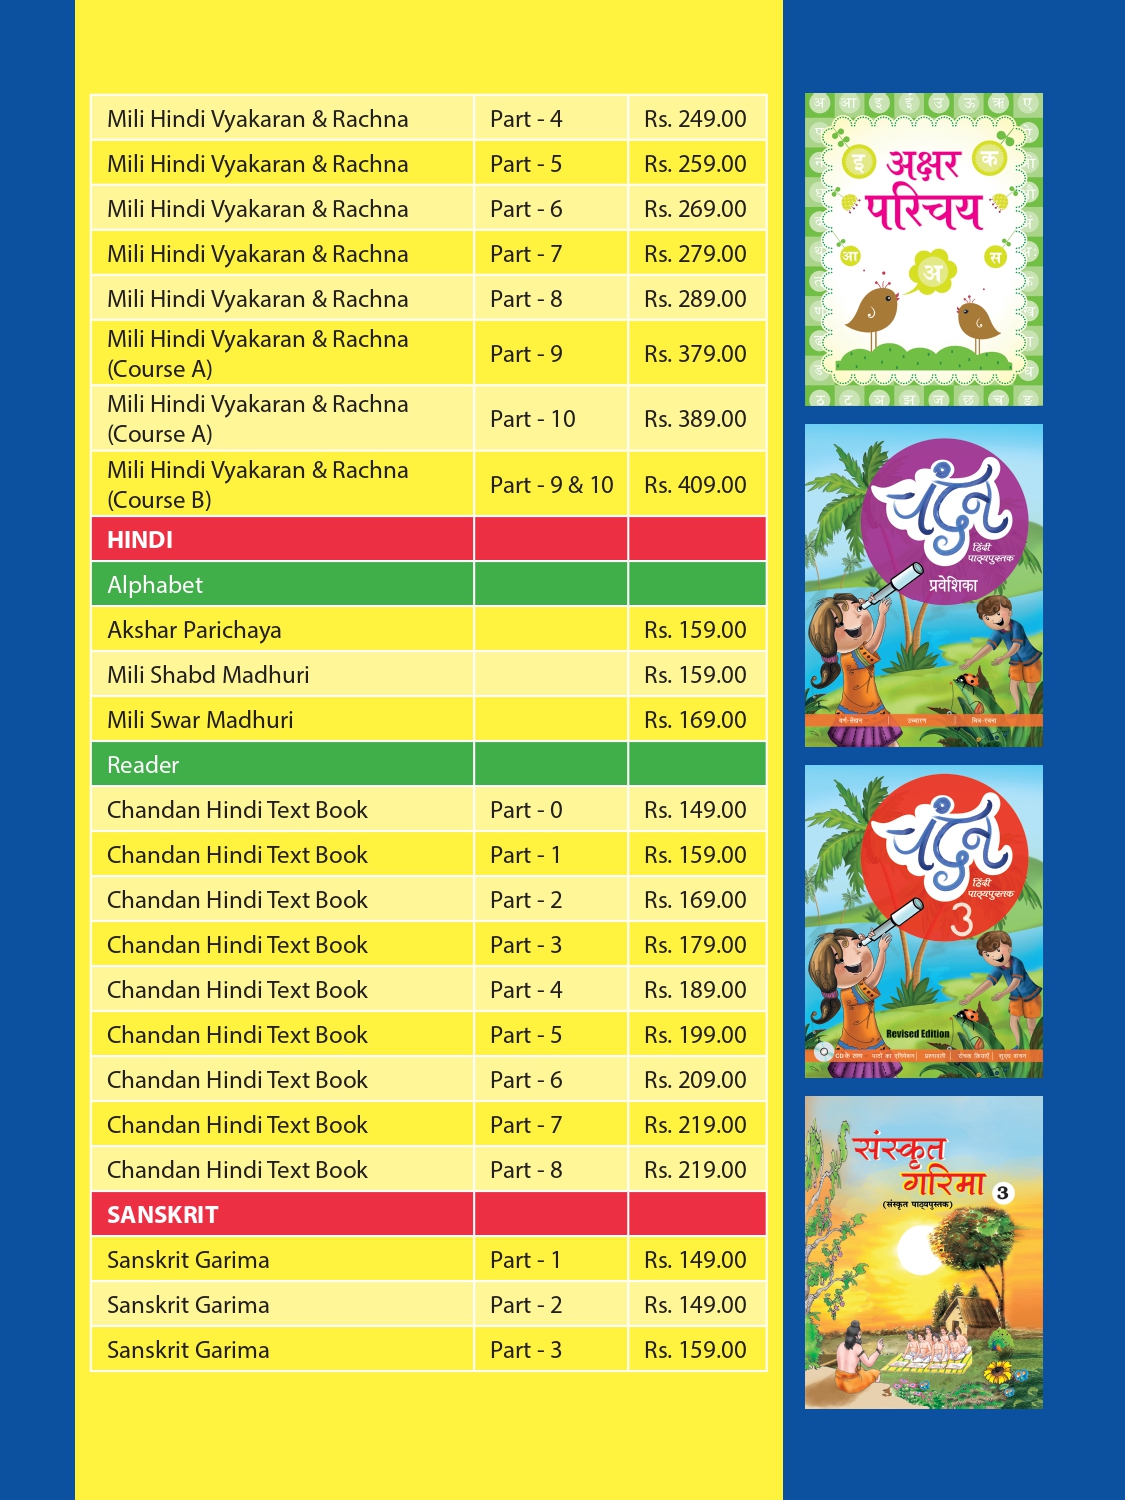 Mili Hindi Vyakaran & Rachna Part - 4 Rs. 249.00
Mili Hindi Vyakaran & Rachna Part - 5 Rs. 259.00
Mili Hindi Vyakaran & Rachna Part - 6 Rs. 269.00
Mili Hindi Vyakaran & Rachna Part - 7 Rs. 279.00
Mili Hindi Vyakaran & Rachna Part - 8 Rs. 289.00
Mili Hindi Vyakaran & Rachna
(Course A) Part - 9 Rs. 379.00
Mili Hindi Vyakaran & Rachna
(Course A) Part - 10 Rs. 389.00
Mili Hindi Vyakaran & Rachna
(Course B) Part - 9 & 10 Rs. 409.00
HINDI
Alphabet
Akshar Parichaya Rs. 159.00
Mili Shabd Madhuri Rs. 159.00
Mili Swar Madhuri Rs. 169.00
Reader
Chandan Hindi Text Book Part - 0 Rs. 149.00
Chandan Hindi Text Book Part - 1 Rs. 159.00
Chandan Hindi Text Book Part - 2 Rs. 169.00
Chandan Hindi Text Book Part - 3 Rs. 179.00
Chandan Hindi Text Book Part - 4 Rs. 189.00
Chandan Hindi Text Book Part - 5 Rs. 199.00
Chandan Hindi Text Book Part - 6 Rs. 209.00
Chandan Hindi Text Book Part - 7 Rs. 219.00
Chandan Hindi Text Book Part - 8 Rs. 219.00
SANSKRIT
Sanskrit Garima Part - 1 Rs. 149.00
Sanskrit Garima Part - 2 Rs. 149.00
Sanskrit Garima Part - 3 Rs. 159.00
अ आ इ ई उ ऊ ऋ ए
इ अक्षर क
परिचय
आ अ स
ठ ट ञ झ ज छ च ङ
चंदन
हिंदी
पाठ्यपुस्तक
प्रवेशिका
वर्ण-लेखन उच्चारण चित्र-रचना
चंदन
हिंदी
पाठ्यपुस्तक
3
Revised Edition
संस्कृत
गरिमा 3
(संस्कृत पाठ्यपुस्तक)